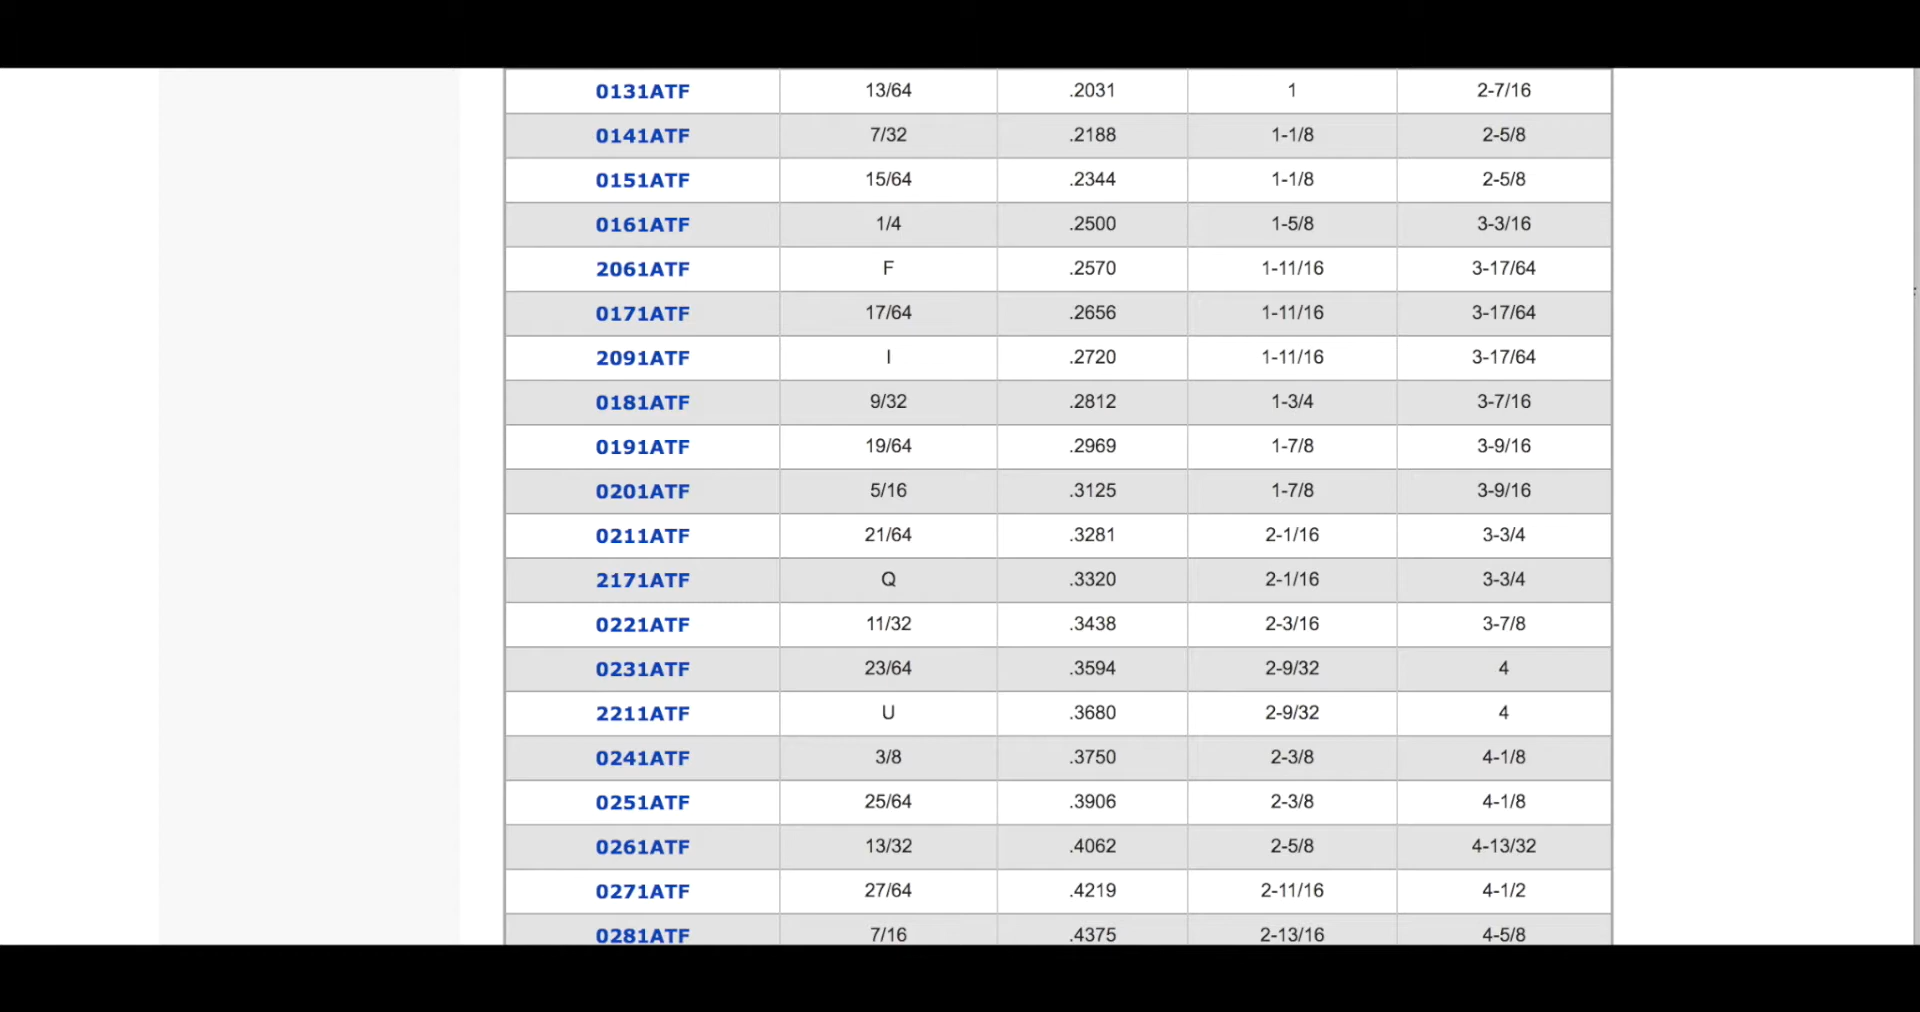 0131ATF 13/64 .2031 1 2-7/16
0141ATF 7/32 .2188 1-1/8 2-5/8
0151ATF 15/64 .2344 1-1/8 2-5/8
0161ATF 1/4 .2500 1-5/8 3-3/16
2061ATF F .2570 1-11/16 3-17/64
0171ATF 17/64 .2656 1-11/16 3-17/64
2091ATF I .2720 1-11/16 3-17/64
0181ATF 9/32 .2812 1-3/4 3-7/16
0191ATF 19/64 .2969 1-7/8 3-9/16
0201ATF 5/16 .3125 1-7/8 3-9/16
0211ATF 21/64 .3281 2-1/16 3-3/4
2171ATF Q .3320 2-1/16 3-3/4
0221ATF 11/32 .3438 2-3/16 3-7/8
0231ATF 23/64 .3594 2-9/32 4
2211ATF U .3680 2-9/32 4
0241ATF 3/8 .3750 2-3/8 4-1/8
0251ATF 25/64 .3906 2-3/8 4-1/8
0261ATF 13/32 .4062 2-5/8 4-13/32
0271ATF 27/64 .4219 2-11/16 4-1/2
0281ATF 7/16 .4375 2-13/16 4-5/8